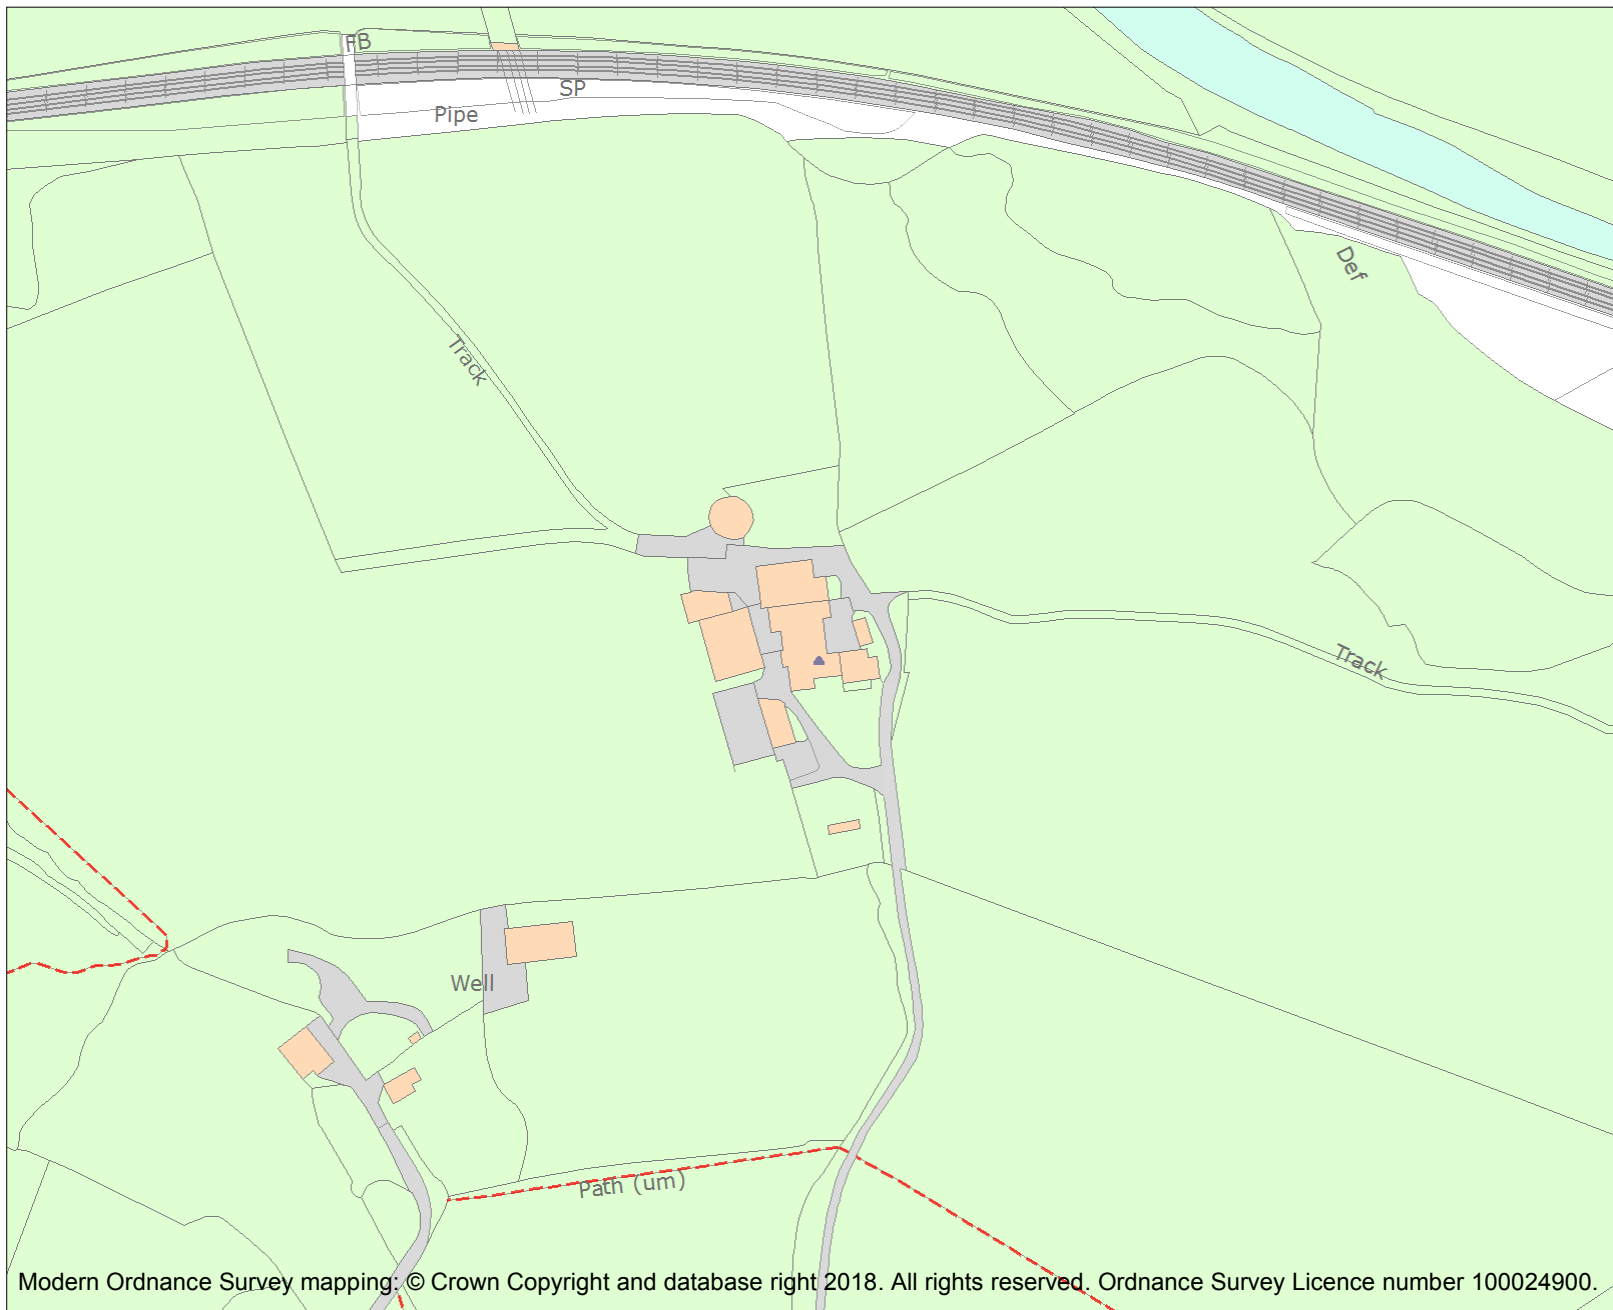 FB
SP
Pipe
Def
Track
Track
Well
Path (um)
Modern Ordnance Survey mapping: © Crown Copyright and database right 2018. All rights reserved. Ordnance Survey Licence number 100024900.